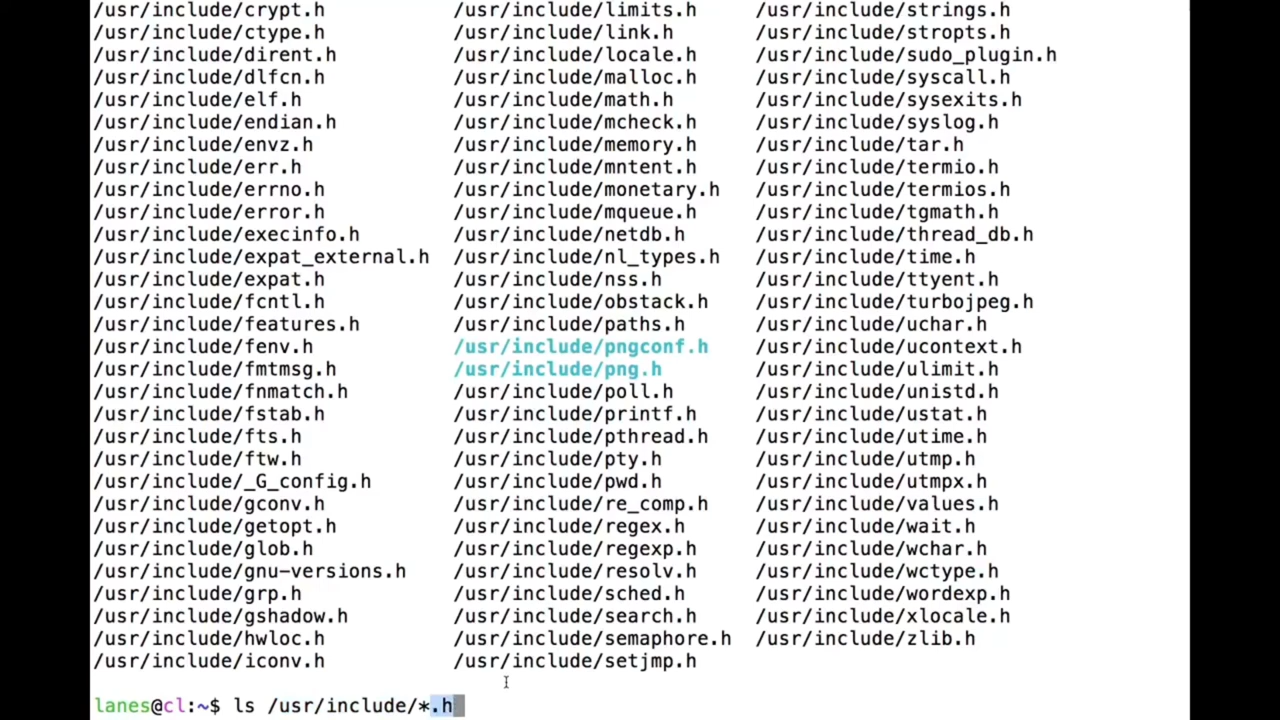 /usr/include/crypt.h /usr/include/limits.h /usr/include/strings.h
/usr/include/ctype.h /usr/include/link.h /usr/include/stropts.h
/usr/include/dirent.h /usr/include/locale.h /usr/include/sudo_plugin.h
/usr/include/dlfcn.h /usr/include/malloc.h /usr/include/syscall.h
/usr/include/elf.h /usr/include/math.h /usr/include/sysexits.h
/usr/include/endian.h /usr/include/mcheck.h /usr/include/syslog.h
/usr/include/envz.h /usr/include/memory.h /usr/include/tar.h
/usr/include/err.h /usr/include/mntent.h /usr/include/termio.h
/usr/include/errno.h /usr/include/monetary.h /usr/include/termios.h
/usr/include/error.h /usr/include/mqueue.h /usr/include/tgmath.h
/usr/include/execinfo.h /usr/include/netdb.h /usr/include/thread_db.h
/usr/include/expat_external.h /usr/include/nl_types.h /usr/include/time.h
/usr/include/expat.h /usr/include/nss.h /usr/include/ttyent.h
/usr/include/fcntl.h /usr/include/obstack.h /usr/include/turbojpeg.h
/usr/include/features.h /usr/include/paths.h /usr/include/uchar.h
/usr/include/fenv.h /usr/include/pngconf.h /usr/include/ucontext.h
/usr/include/fmtmsg.h /usr/include/png.h /usr/include/ulimit.h
/usr/include/fnmatch.h /usr/include/poll.h /usr/include/unistd.h
/usr/include/fstab.h /usr/include/printf.h /usr/include/ustat.h
/usr/include/fts.h /usr/include/pthread.h /usr/include/utime.h
/usr/include/ftw.h /usr/include/pty.h /usr/include/utmp.h
/usr/include/_G_config.h /usr/include/pwd.h /usr/include/utmpx.h
/usr/include/gconv.h /usr/include/re_comp.h /usr/include/values.h
/usr/include/getopt.h /usr/include/regex.h /usr/include/wait.h
/usr/include/glob.h /usr/include/regexp.h /usr/include/wchar.h
/usr/include/gnu-versions.h /usr/include/resolv.h /usr/include/wctype.h
/usr/include/grp.h /usr/include/sched.h /usr/include/wordexp.h
/usr/include/gshadow.h /usr/include/search.h /usr/include/xlocale.h
/usr/include/hwloc.h /usr/include/semaphore.h /usr/include/zlib.h
/usr/include/iconv.h /usr/include/setjmp.h
lanes@cl:~$ ls /usr/include/*.h